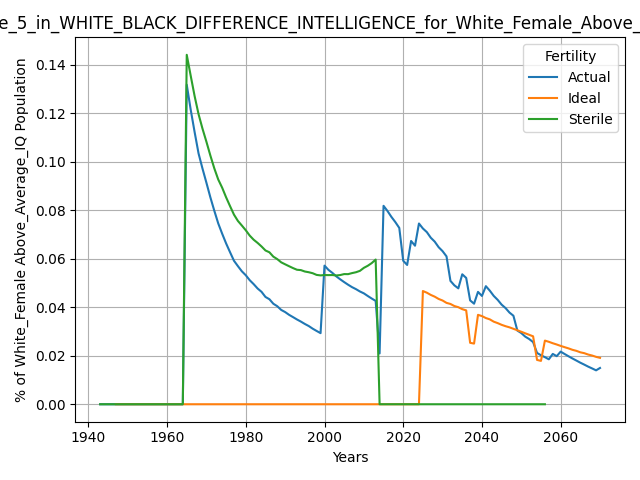 e_5_in_WHITE_BLACK_DIFFERENCE_INTELLIGENCE_for_White_Female_Above_
% of White_Female Above_Average_IQ Population
0.14
0.12
0.10
0.08
0.06
0.04
0.02
0.00
Fertility
Actual
Ideal
Sterile
1940 1960 1980 2000 2020 2040 2060
Years